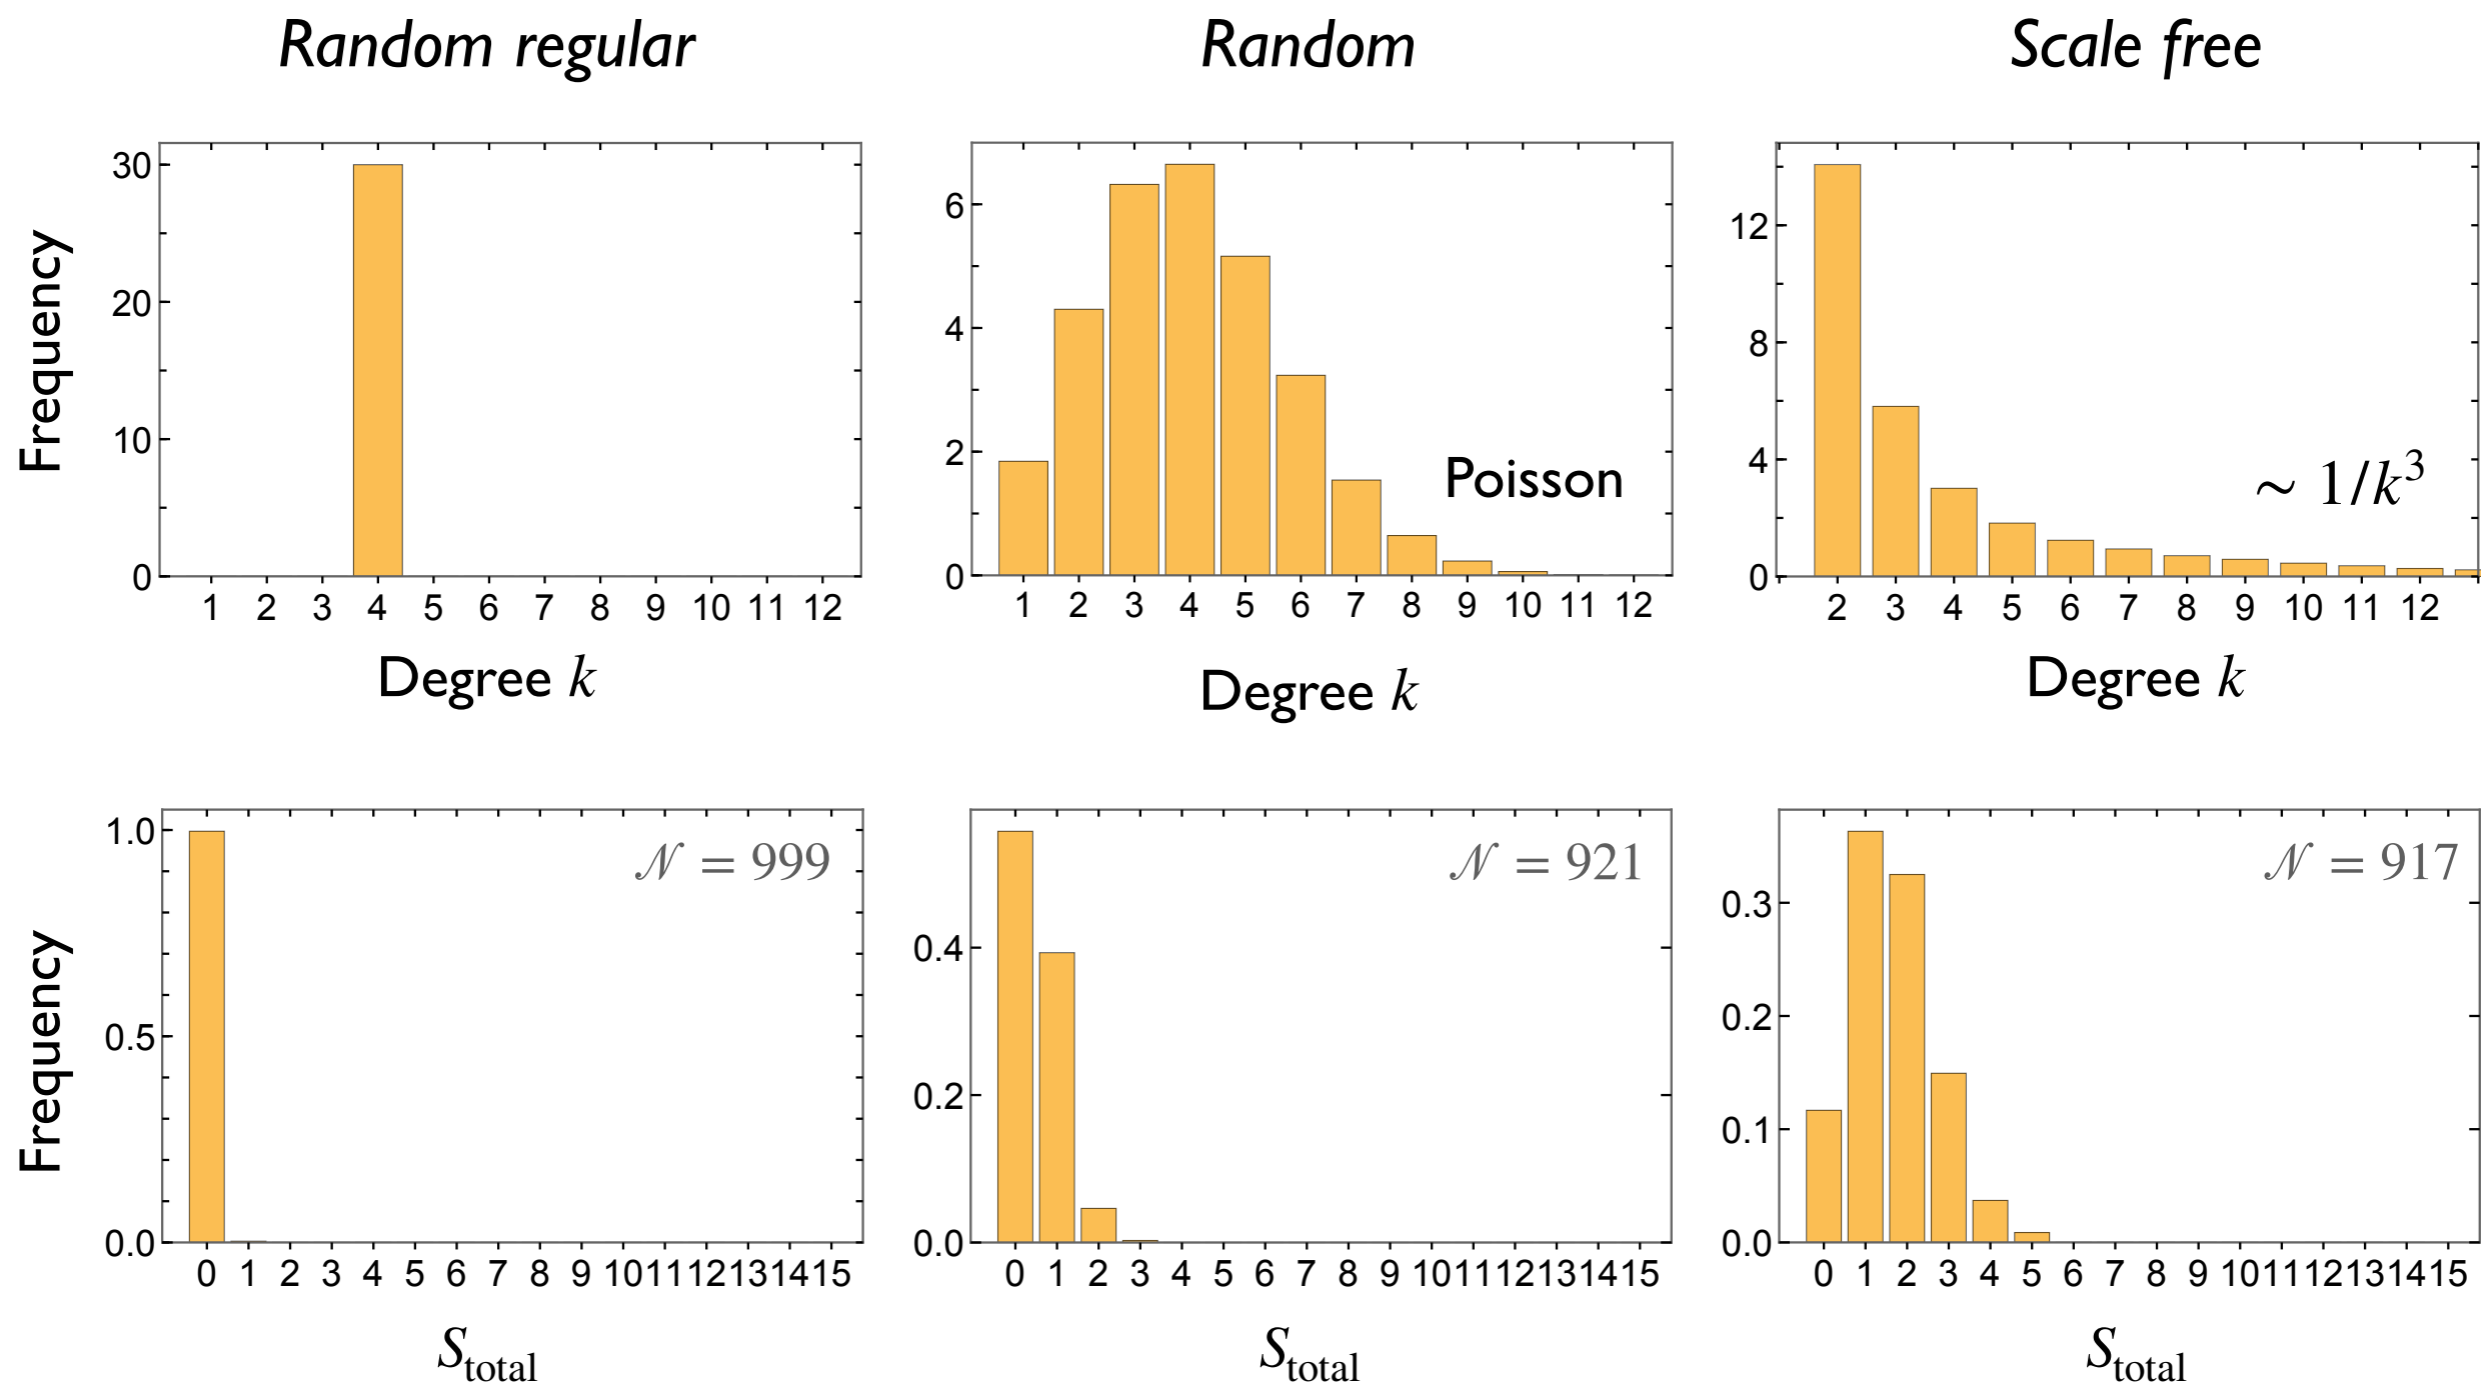 Random regular
Random
Scale free
Frequency
30
20
10
0
1 2 3 4 5 6 7 8 9 10 11 12
Degree k
6
4
2
0
Poisson
1 2 3 4 5 6 7 8 9 10 11 12
Degree k
12
8
4
0
~ 1/k³
2 3 4 5 6 7 8 9 10 11 12
Degree k
Frequency
1.0
0.5
0.0
𝒩 = 999
0 1 2 3 4 5 6 7 8 9 10 11 12 13 14 15
S_total
0.4
0.2
0.0
𝒩 = 921
0 1 2 3 4 5 6 7 8 9 10 11 12 13 14 15
S_total
0.3
0.2
0.1
0.0
𝒩 = 917
0 1 2 3 4 5 6 7 8 9 10 11 12 13 14 15
S_total